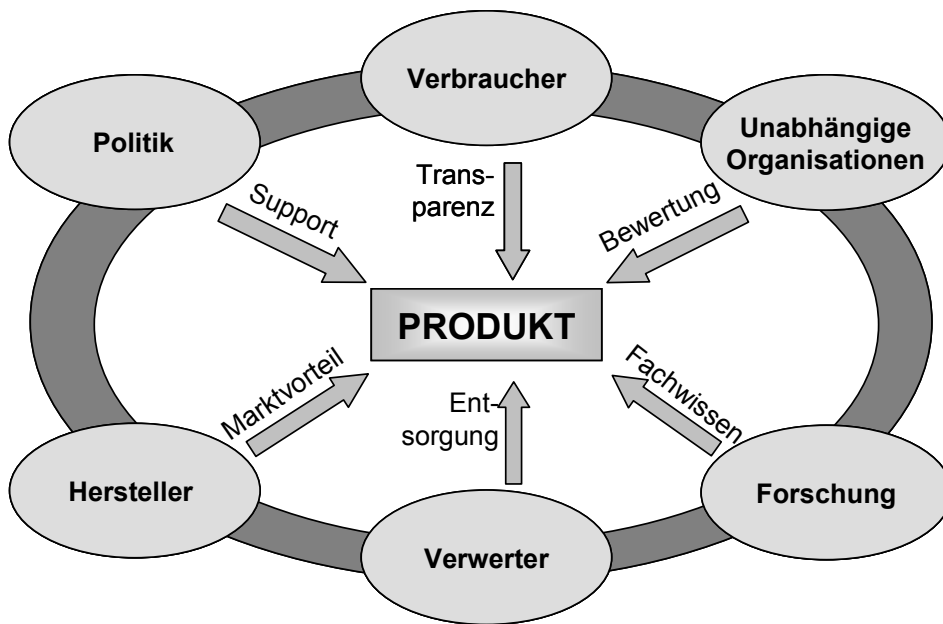 Verbraucher
Politik
Unabhängige
Organisationen
Trans-
parenz
Support
Bewertung
PRODUKT
Marktvorteil
Ent-
sorgung
Fachwissen
Hersteller
Forschung
Verwerter